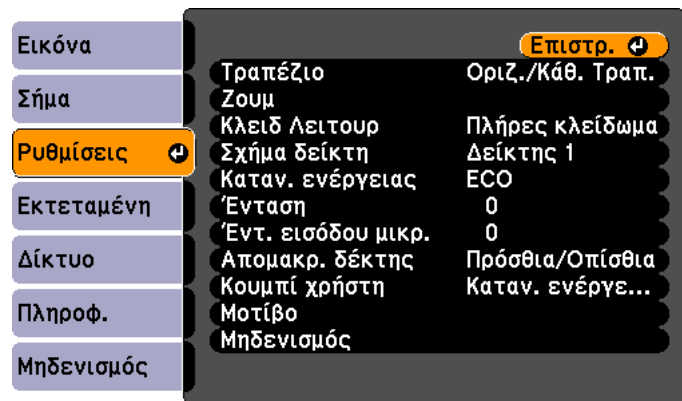 Εικόνα
Σήμα
Ρυθμίσεις
Εκτεταμένη
Δίκτυο
Πληροφ.
Μηδενισμός
Επιστρ.
Τραπέζιο Οριζ./Κάθ. Τραπ.
Ζουμ
Κλειδ Λειτουρ Πλήρες κλείδωμα
Σχήμα δείκτη Δείκτης 1
Καταν. ενέργειας ECO
Ένταση 0
Έντ. εισόδου μικρ. 0
Απομακρ. δέκτης Πρόσθια/Οπίσθια
Κουμπί χρήστη Καταν. ενέργε...
Μοτίβο
Μηδενισμός